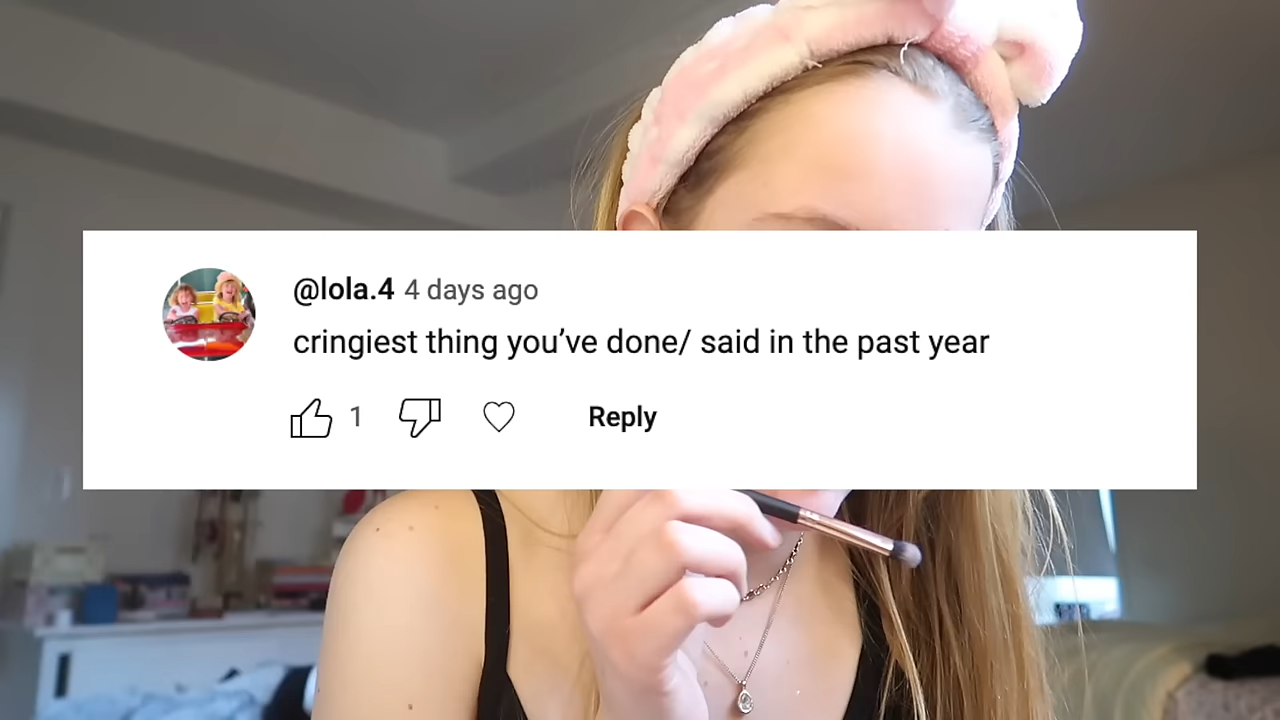 @lola.4 4 days ago
cringiest thing you’ve done/ said in the past year
1
Reply